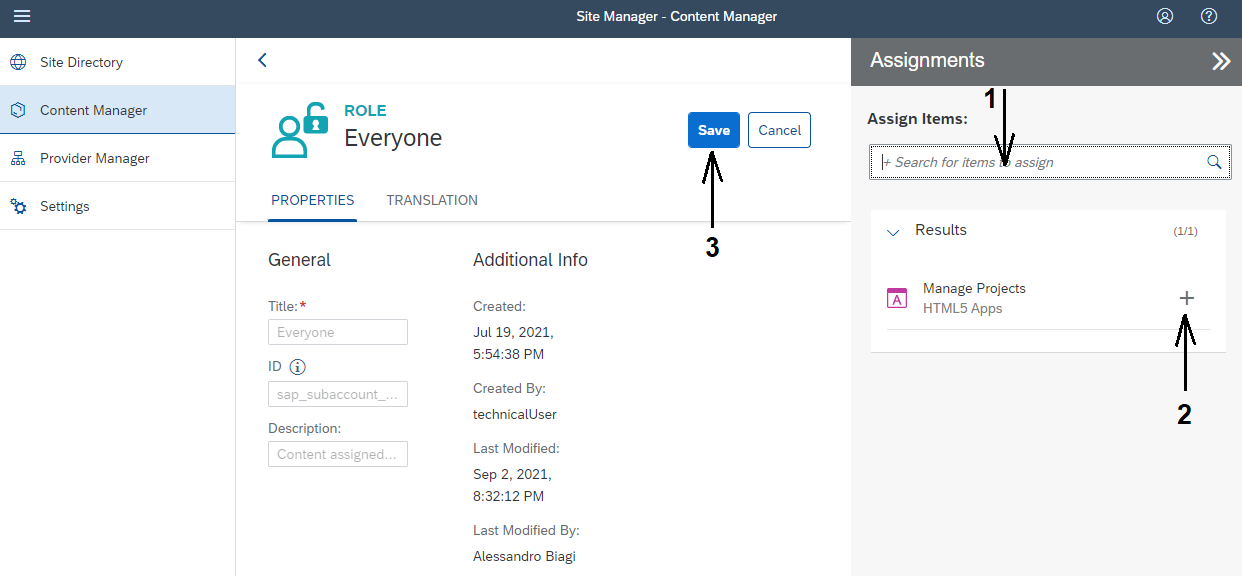 Site Manager - Content Manager
Site Directory
Content Manager
Provider Manager
Settings
ROLE
Everyone
Save
Cancel
3
PROPERTIES
TRANSLATION
General
Title:*
Everyone
ID
sap_subaccount_...
Description:
Content assigned...
Additional Info
Created:
Jul 19, 2021,
5:54:38 PM
Created By:
technicalUser
Last Modified:
Sep 2, 2021,
8:32:12 PM
Last Modified By:
Alessandro Biagi
Assignments
1
Assign Items:
+ Search for items to assign
Results
(1/1)
Manage Projects
HTML5 Apps
2